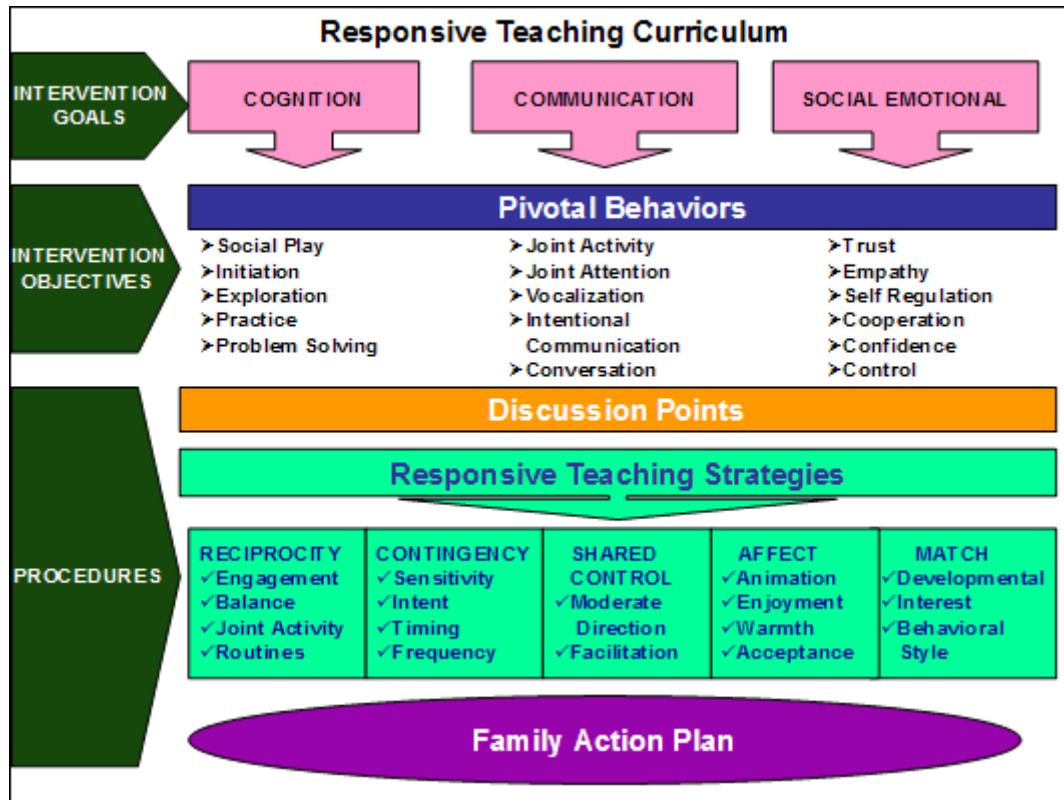 Responsive Teaching Curriculum
INTERVENTION
GOALS
COGNITION
COMMUNICATION
SOCIAL EMOTIONAL
INTERVENTION
OBJECTIVES
Pivotal Behaviors
➢Social Play
➢Initiation
➢Exploration
➢Practice
➢Problem Solving
➢Joint Activity
➢Joint Attention
➢Vocalization
➢Intentional
Communication
➢Conversation
➢Trust
➢Empathy
➢Self Regulation
➢Cooperation
➢Confidence
➢Control
PROCEDURES
Discussion Points
Responsive Teaching Strategies
RECIPROCITY
✓Engagement
✓Balance
✓Joint Activity
✓Routines
CONTINGENCY
✓Sensitivity
✓Intent
✓Timing
✓Frequency
SHARED
CONTROL
✓Moderate
Direction
✓Facilitation
AFFECT
✓Animation
✓Enjoyment
✓Warmth
✓Acceptance
MATCH
✓Developmental
✓Interest
✓Behavioral
Style
Family Action Plan